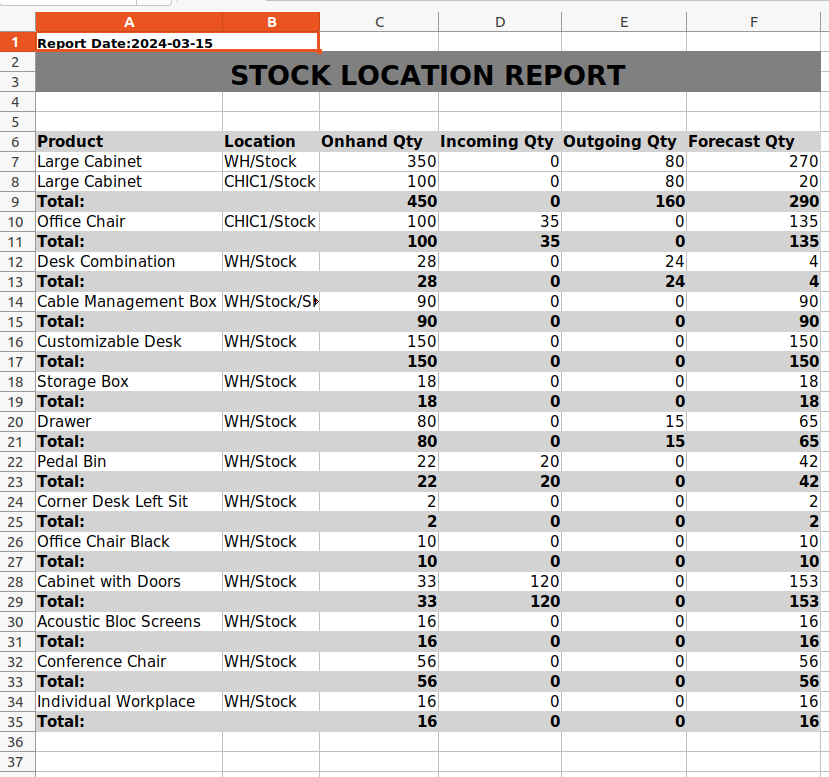 A B C D E F
1 Report Date:2024-03-15
2
STOCK LOCATION REPORT
3
4
5
6 Product Location Onhand Qty Incoming Qty Outgoing Qty Forecast Qty
7 Large Cabinet WH/Stock 350 0 80 270
8 Large Cabinet CHIC1/Stock 100 0 80 20
9 Total: 450 0 160 290
10 Office Chair CHIC1/Stock 100 35 0 135
11 Total: 100 35 0 135
12 Desk Combination WH/Stock 28 0 24 4
13 Total: 28 0 24 4
14 Cable Management Box WH/Stock/Sh 90 0 0 90
15 Total: 90 0 0 90
16 Customizable Desk WH/Stock 150 0 0 150
17 Total: 150 0 0 150
18 Storage Box WH/Stock 18 0 0 18
19 Total: 18 0 0 18
20 Drawer WH/Stock 80 0 15 65
21 Total: 80 0 15 65
22 Pedal Bin WH/Stock 22 20 0 42
23 Total: 22 20 0 42
24 Corner Desk Left Sit WH/Stock 2 0 0 2
25 Total: 2 0 0 2
26 Office Chair Black WH/Stock 10 0 0 10
27 Total: 10 0 0 10
28 Cabinet with Doors WH/Stock 33 120 0 153
29 Total: 33 120 0 153
30 Acoustic Bloc Screens WH/Stock 16 0 0 16
31 Total: 16 0 0 16
32 Conference Chair WH/Stock 56 0 0 56
33 Total: 56 0 0 56
34 Individual Workplace WH/Stock 16 0 0 16
35 Total: 16 0 0 16
36
37